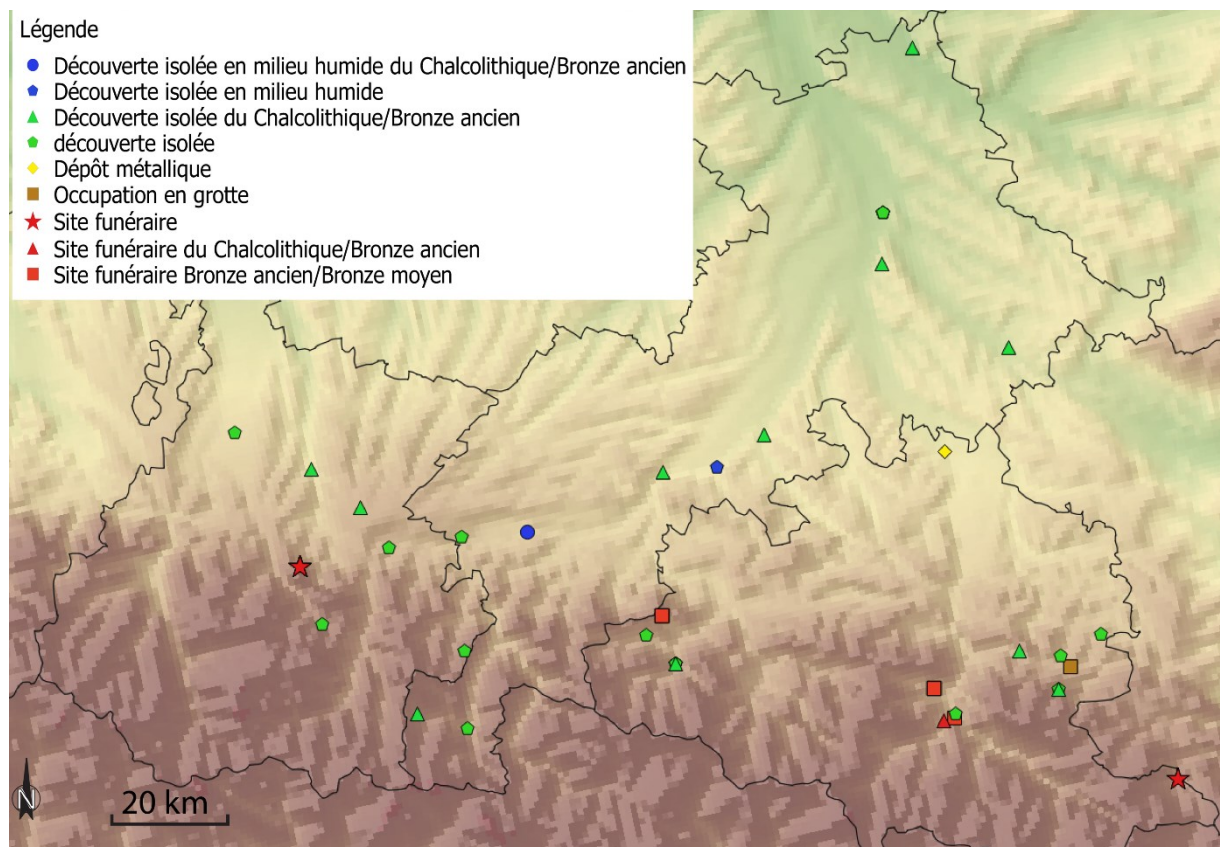 Légende
Découverte isolée en milieu humide du Chalcolithique/Bronze ancien
Découverte isolée en milieu humide
Découverte isolée du Chalcolithique/Bronze ancien
découverte isolée
Dépôt métallique
Occupation en grotte
Site funéraire
Site funéraire du Chalcolithique/Bronze ancien
Site funéraire Bronze ancien/Bronze moyen
N
20 km